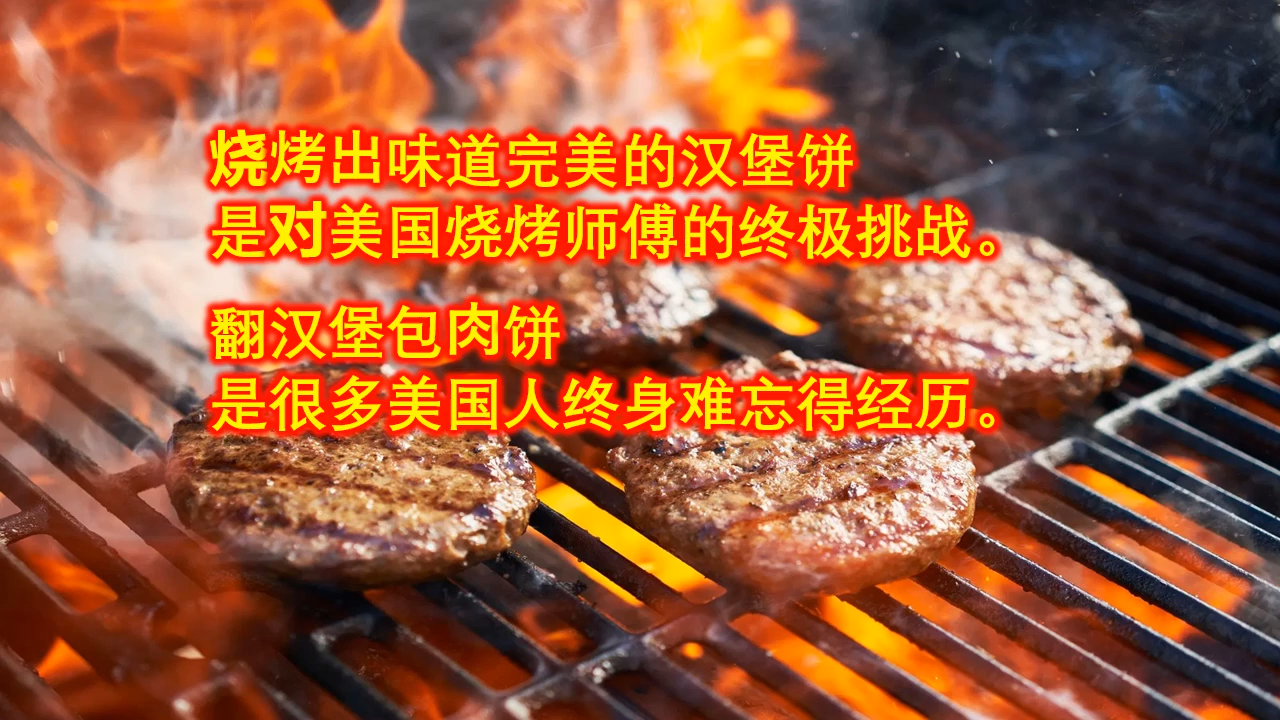 烧烤出味道完美的汉堡饼
是对美国烧烤师傅的终极挑战。
翻汉堡包肉饼
是很多美国人终身难忘得经历。